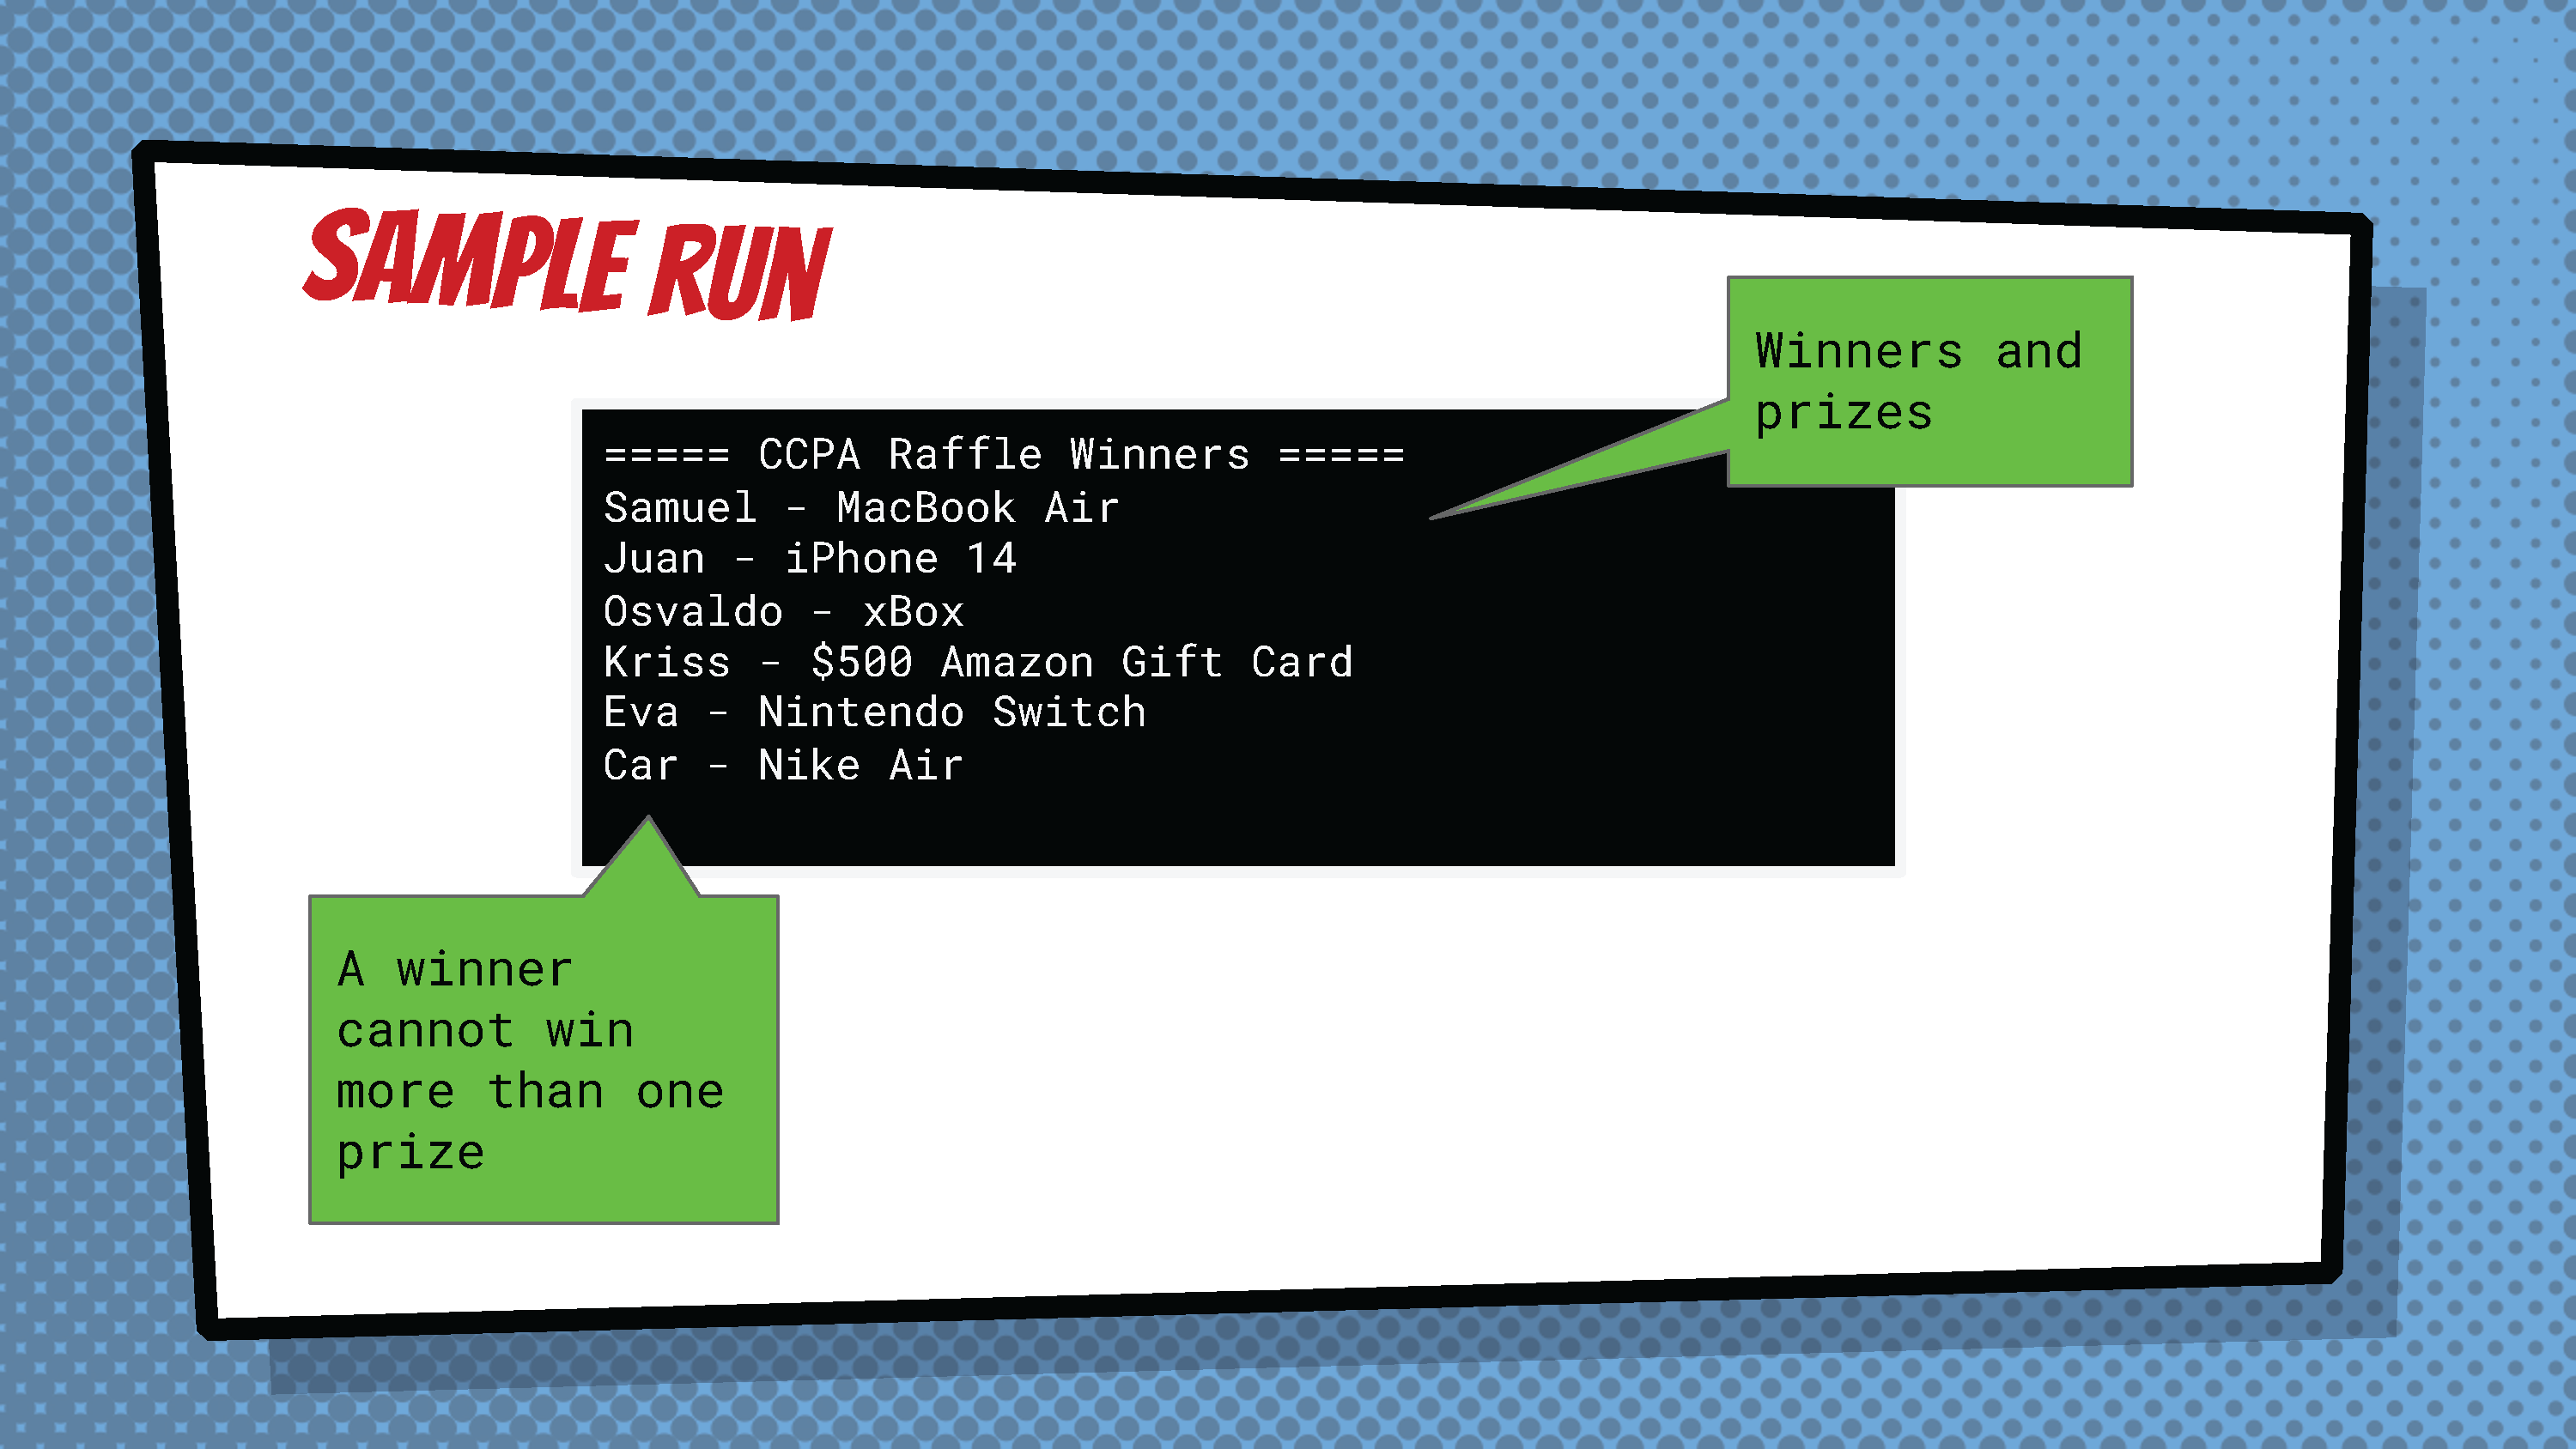 SAMPLE RUN
Winners and
prizes
===== CCPA Raffle Winners =====
Samuel - MacBook Air
Juan - iPhone 14
Osvaldo - xBox
Kriss - $500 Amazon Gift Card
Eva - Nintendo Switch
Car - Nike Air
A winner
cannot win
more than one
prize